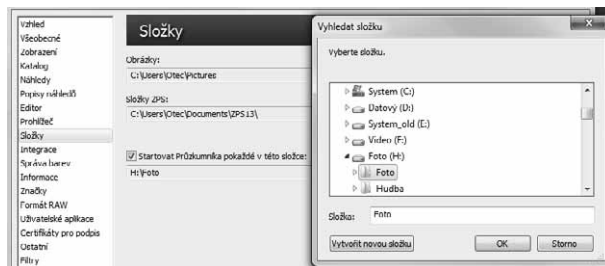 Vzhled
Všeobecné
Zobrazení
Katalog
Náhledy
Popisy náhledů
Editor
Prohlížeč
Složky
Integrace
Správa barev
Informace
Značky
Formát RAW
Uživatelské aplikace
Certifikáty pro podpis
Ostatní
Filtry
Složky
Obrázky:
C:\Users\Otec\Pictures
Složky ZPS:
C:\Users\Otec\Documents\ZPS13\
Startovat Průzkumníka pokaždé v této složce:
H:\Foto
Vyhledat složku
x
Vyberte složku.
System (C:)
Datový (D:)
System_old (E:)
Video (F:)
Foto (H:)
Foto
Hudba
Složka:
Foto
Vytvořit novou složku
OK
Storno